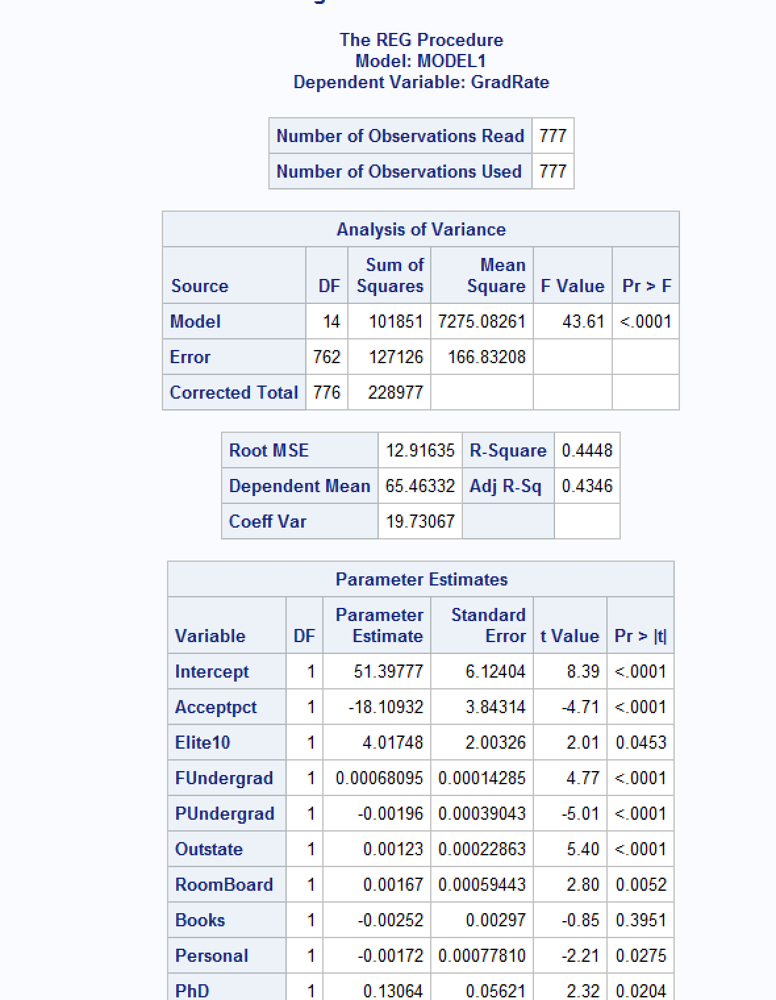 The REG Procedure
Model: MODEL1
Dependent Variable: GradRate
Number of Observations Read 777
Number of Observations Used 777
Analysis of Variance
Source DF Sum of Squares Mean Square F Value Pr > F
Model 14 101851 7275.08261 43.61 <.0001
Error 762 127126 166.83208
Corrected Total 776 228977
Root MSE 12.91635 R-Square 0.4448
Dependent Mean 65.46332 Adj R-Sq 0.4346
Coeff Var 19.73067
Parameter Estimates
Variable DF Parameter Estimate Standard Error t Value Pr > |t|
Intercept 1 51.39777 6.12404 8.39 <.0001
Acceptpct 1 -18.10932 3.84314 -4.71 <.0001
Elite10 1 4.01748 2.00326 2.01 0.0453
FUndergrad 1 0.00068095 0.00014285 4.77 <.0001
PUndergrad 1 -0.00196 0.00039043 -5.01 <.0001
Outstate 1 0.00123 0.00022863 5.40 <.0001
RoomBoard 1 0.00167 0.00059443 2.80 0.0052
Books 1 -0.00252 0.00297 -0.85 0.3951
Personal 1 -0.00172 0.00077810 -2.21 0.0275
PhD 1 0.13064 0.05621 2.32 0.0204